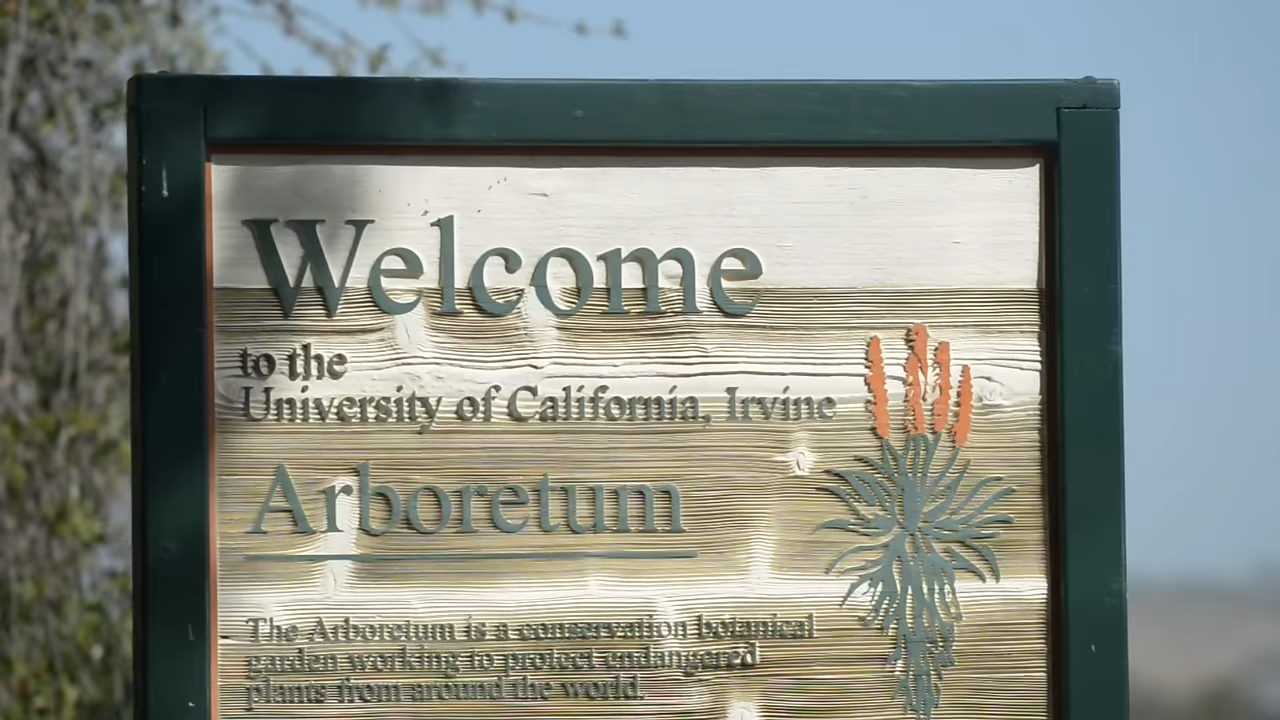 Welcome
to the
University of California, Irvine
Arboretum
The Arboretum is a conservation botanical
garden working to protect endangered
plants from around the world.